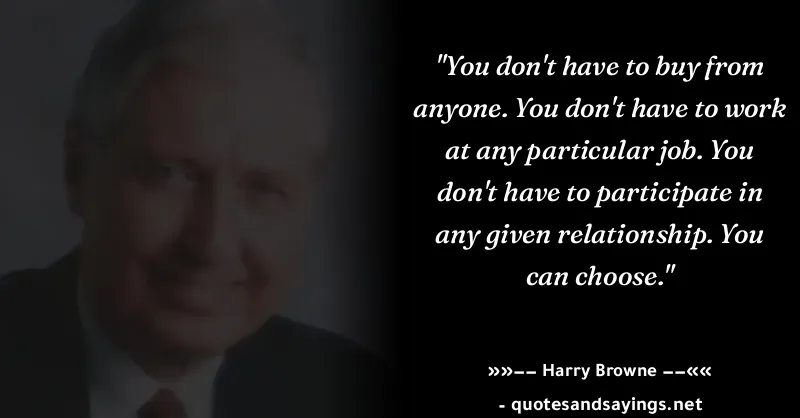 "You don't have to buy from
anyone. You don't have to work
at any particular job. You
don't have to participate in
any given relationship. You
can choose."
»»–– Harry Browne ––««
- quotesandsayings.net